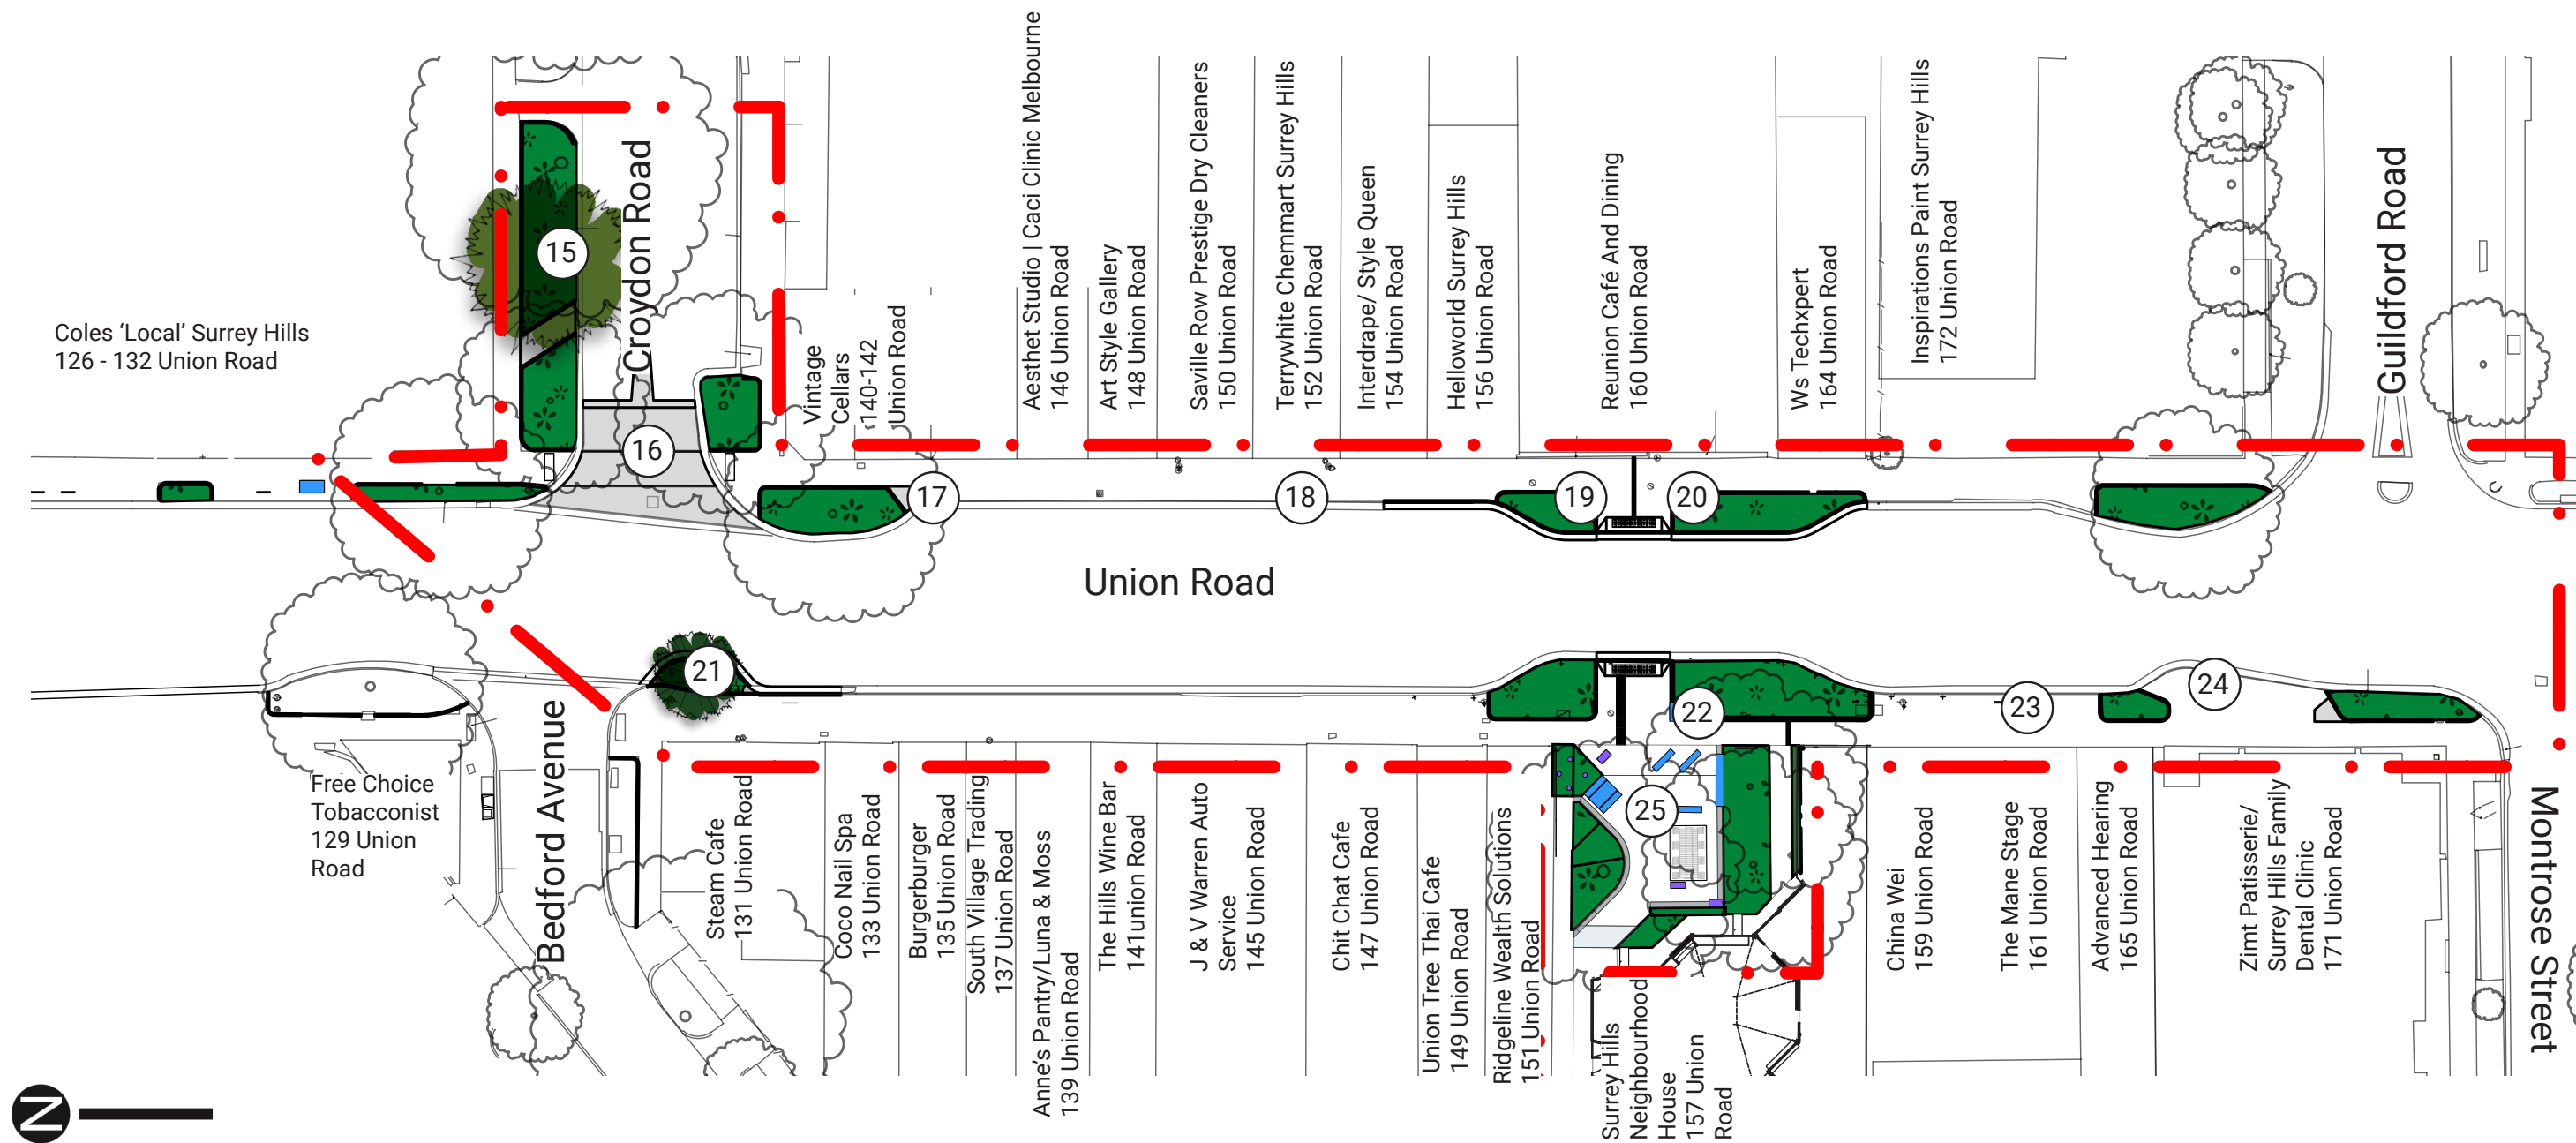 Coles ‘Local’ Surrey Hills
126 - 132 Union Road
Croydon Road
15
16
Vintage
Cellars
140-142
Union Road
Aesthet Studio | Caci Clinic Melbourne
146 Union Road
Art Style Gallery
148 Union Road
Saville Row Prestige Dry Cleaners
150 Union Road
Terrywhite Chemmart Surrey Hills
152 Union Road
Interdrape/ Style Queen
154 Union Road
Helloworld Surrey Hills
156 Union Road
Reunion Café And Dining
160 Union Road
Ws Techxpert
164 Union Road
Inspirations Paint Surrey Hills
172 Union Road
Guildford Road
17
18
19
20
Union Road
21
22
23
24
25
Free Choice
Tobacconist
129 Union
Road
Bedford Avenue
Steam Cafe
131 Union Road
Coco Nail Spa
133 Union Road
Burgerburger
135 Union Road
South Village Trading
137 Union Road
Anne’s Pantry/Luna & Moss
139 Union Road
The Hills Wine Bar
141union Road
J & V Warren Auto
Service
145 Union Road
Chit Chat Cafe
147 Union Road
Union Tree Thai Cafe
149 Union Road
Ridgeline Wealth Solutions
151 Union Road
Surrey Hills
Neighbourhood
House
157 Union
Road
China Wei
159 Union Road
The Mane Stage
161 Union Road
Advanced Hearing
165 Union Road
Zimt Patisserie/
Surrey Hills Family
Dental Clinic
171 Union Road
Montrose Street
N